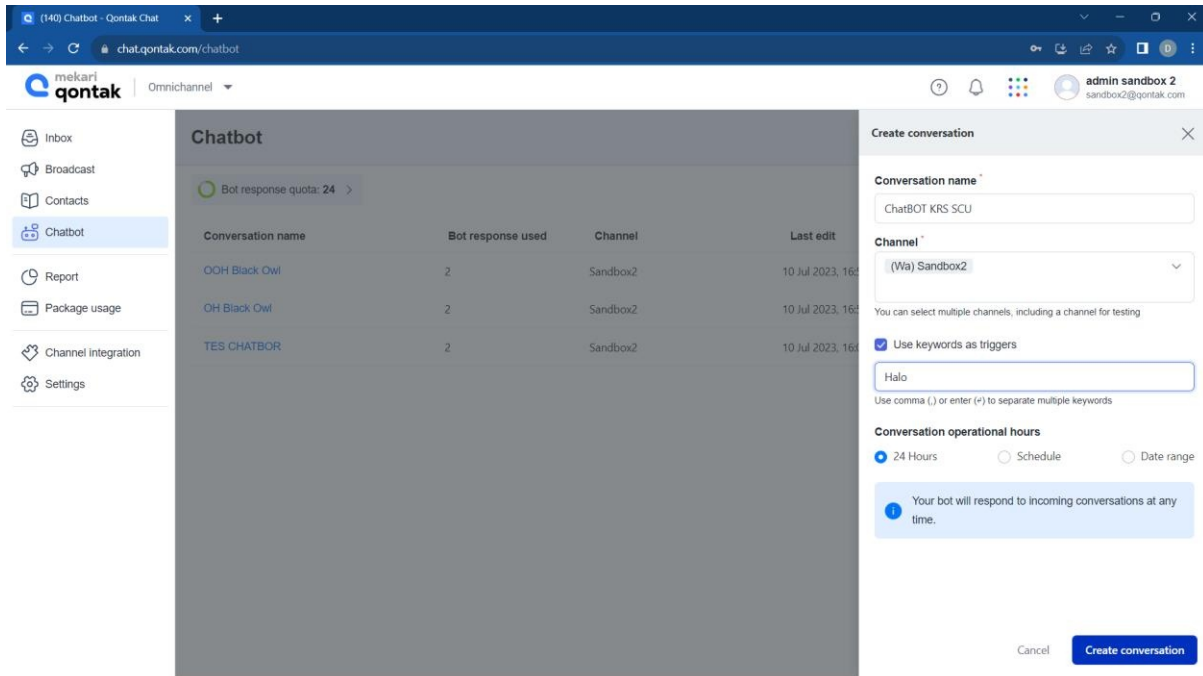 (140) Chatbot - Qontak Chat
chat.qontak.com/chatbot
D
mekari
qontak
Omnichannel
admin sandbox 2
sandbox2@qontak.com
Inbox
Broadcast
Contacts
Chatbot
Report
Package usage
Channel integration
Settings
Chatbot
Bot response quota: 24 >
Conversation name Bot response used Channel Last edit
OOH Black Owl 2 Sandbox2 10 Jul 2023,
OH Black Owl 2 Sandbox2 10 Jul 2023,
TES CHATBOR 2 Sandbox2 10 Jul 2023,
Create conversation
Conversation name *
ChatBOT KRS SCU
Channel *
(Wa) Sandbox2
You can select multiple channels, including a channel for testing
Use keywords as triggers
Halo
Use comma (,) or enter (↵) to separate multiple keywords
Conversation operational hours
24 Hours Schedule Date range
Your bot will respond to incoming conversations at any
time.
Cancel Create conversation